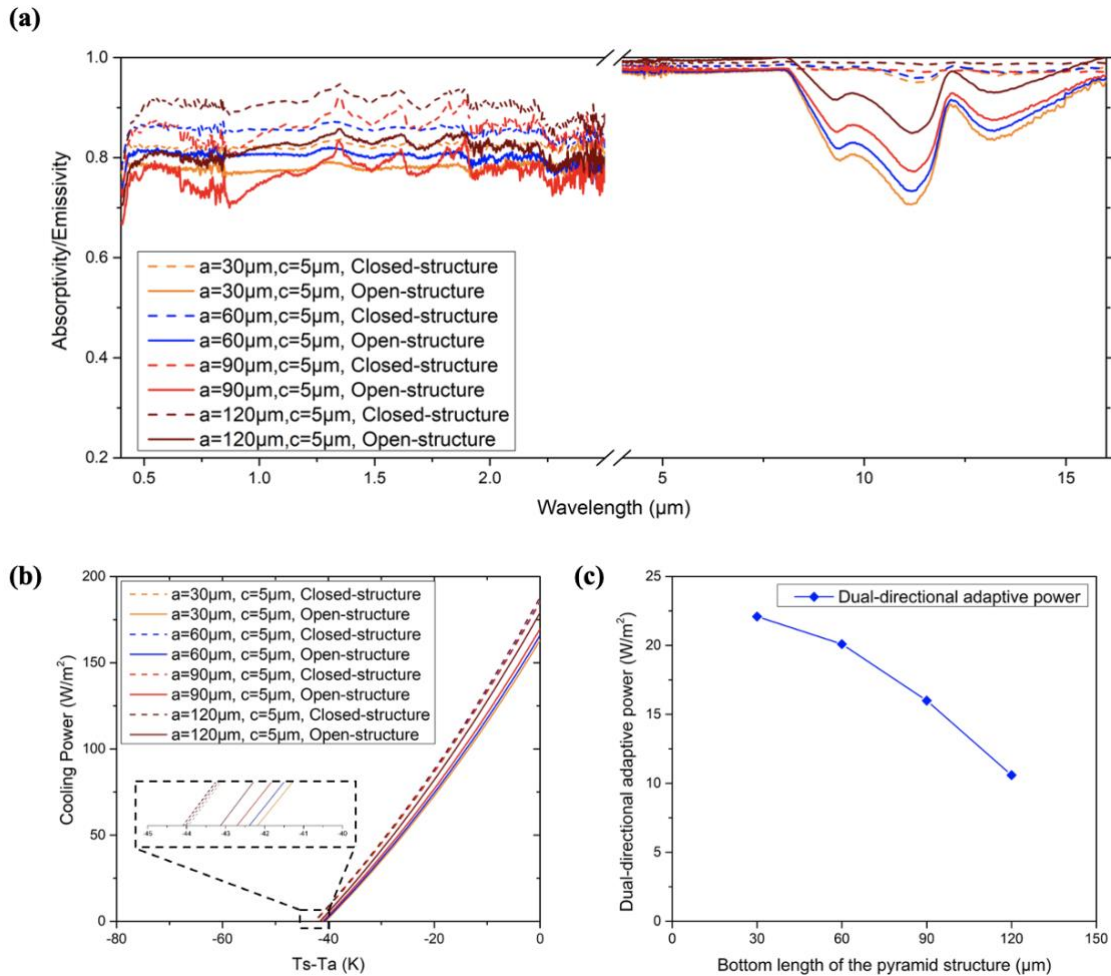 (a)
1.0
0.8
0.6
0.4
0.2
Absorptivity/Emissivity
a=30μm,c=5μm, Closed-structure
a=30μm,c=5μm, Open-structure
a=60μm,c=5μm, Closed-structure
a=60μm,c=5μm, Open-structure
a=90μm,c=5μm, Closed-structure
a=90μm,c=5μm, Open-structure
a=120μm,c=5μm, Closed-structure
a=120μm,c=5μm, Open-structure
0.5 1.0 1.5 2.0 5 10 15
Wavelength (μm)
(b)
200
150
100
50
0
Cooling Power (W/m²)
a=30μm, c=5μm, Closed-structure
a=30μm, c=5μm, Open-structure
a=60μm, c=5μm, Closed-structure
a=60μm, c=5μm, Open-structure
a=90μm, c=5μm, Closed-structure
a=90μm, c=5μm, Open-structure
a=120μm, c=5μm, Closed-structure
a=120μm, c=5μm, Open-structure
-45 -44 -43 -42 -41 -40
-80 -60 -40 -20 0
Ts-Ta (K)
(c)
25
20
15
10
5
0
Dual-directional adaptive power (W/m²)
Dual-directional adaptive power
0 30 60 90 120 150
Bottom length of the pyramid structure (μm)